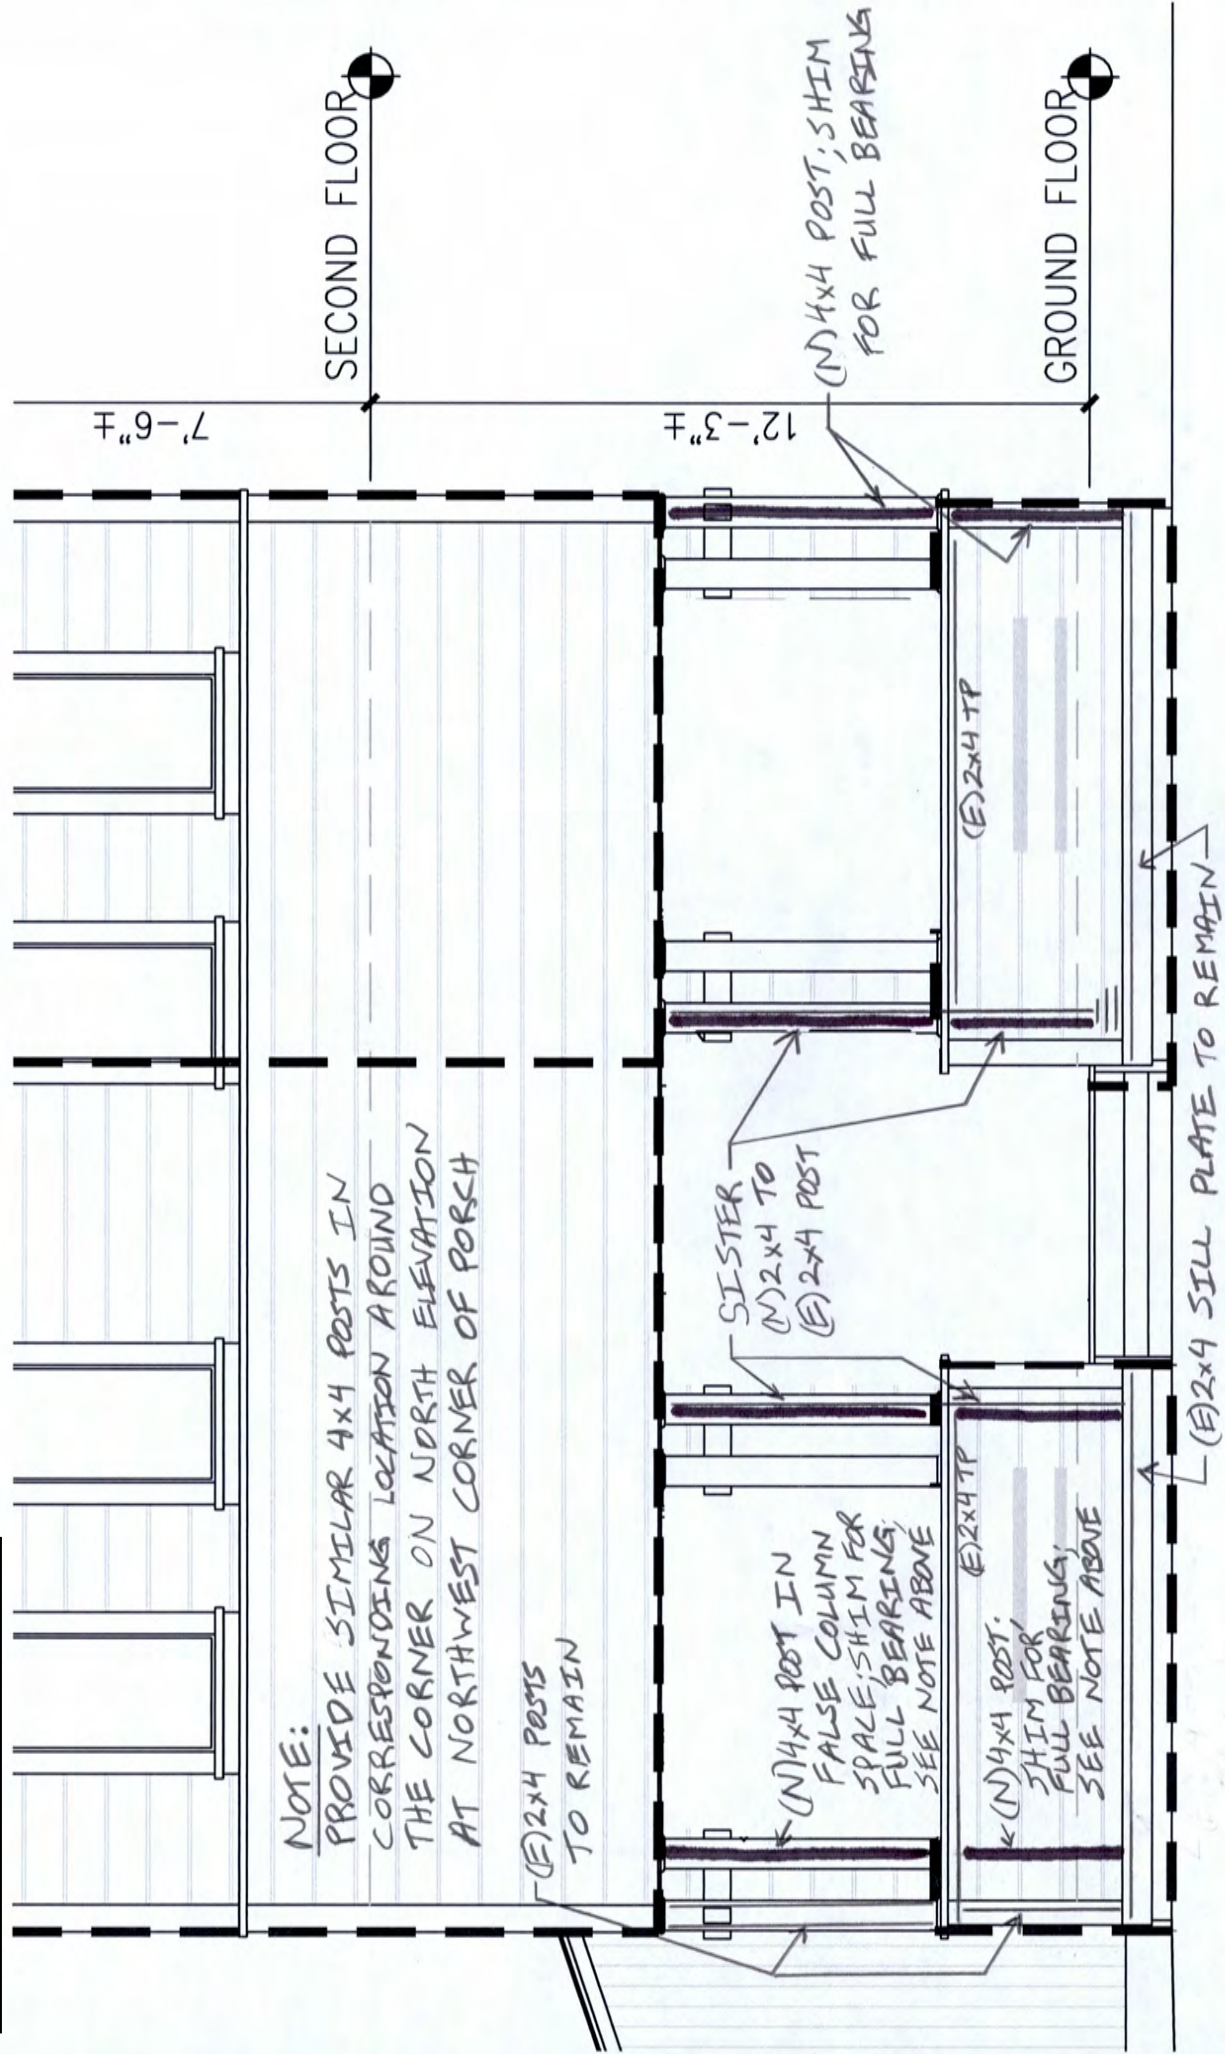 7'-6"±
SECOND FLOOR
NOTE:
PROVIDE SIMILAR 4x4 POSTS IN
CORRESPONDING LOCATION AROUND
THE CORNER ON NORTH ELEVATION
AT NORTHWEST CORNER OF PORCH
(E)2x4 POSTS
TO REMAIN
12'-3"±
(N)4x4 POST; SHIM
FOR FULL BEARING
SISTER
(N)2x4 TO
(E)2x4 POST
(N)4x4 POST IN
FALSE COLUMN
SPACE; SHIM FOR
FULL BEARING;
SEE NOTE ABOVE
(E)2x4 TP
(E)2x4 TP
(N)4x4 POST;
SHIM FOR
FULL BEARING;
SEE NOTE ABOVE
GROUND FLOOR
(E)2x4 SILL PLATE TO REMAIN